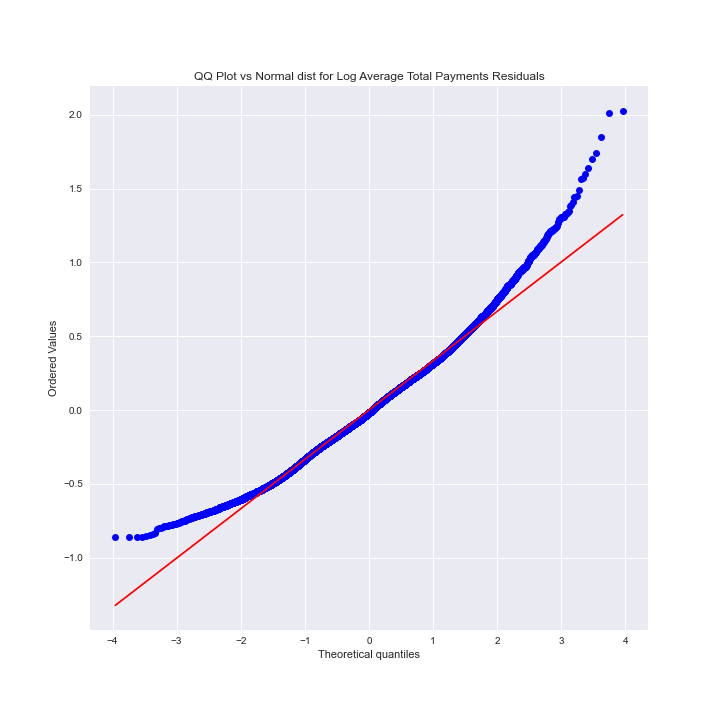 QQ Plot vs Normal dist for Log Average Total Payments Residuals
2.0
1.5
1.0
0.5
0.0
−0.5
−1.0
Ordered Values
−4 −3 −2 −1 0 1 2 3 4
Theoretical quantiles